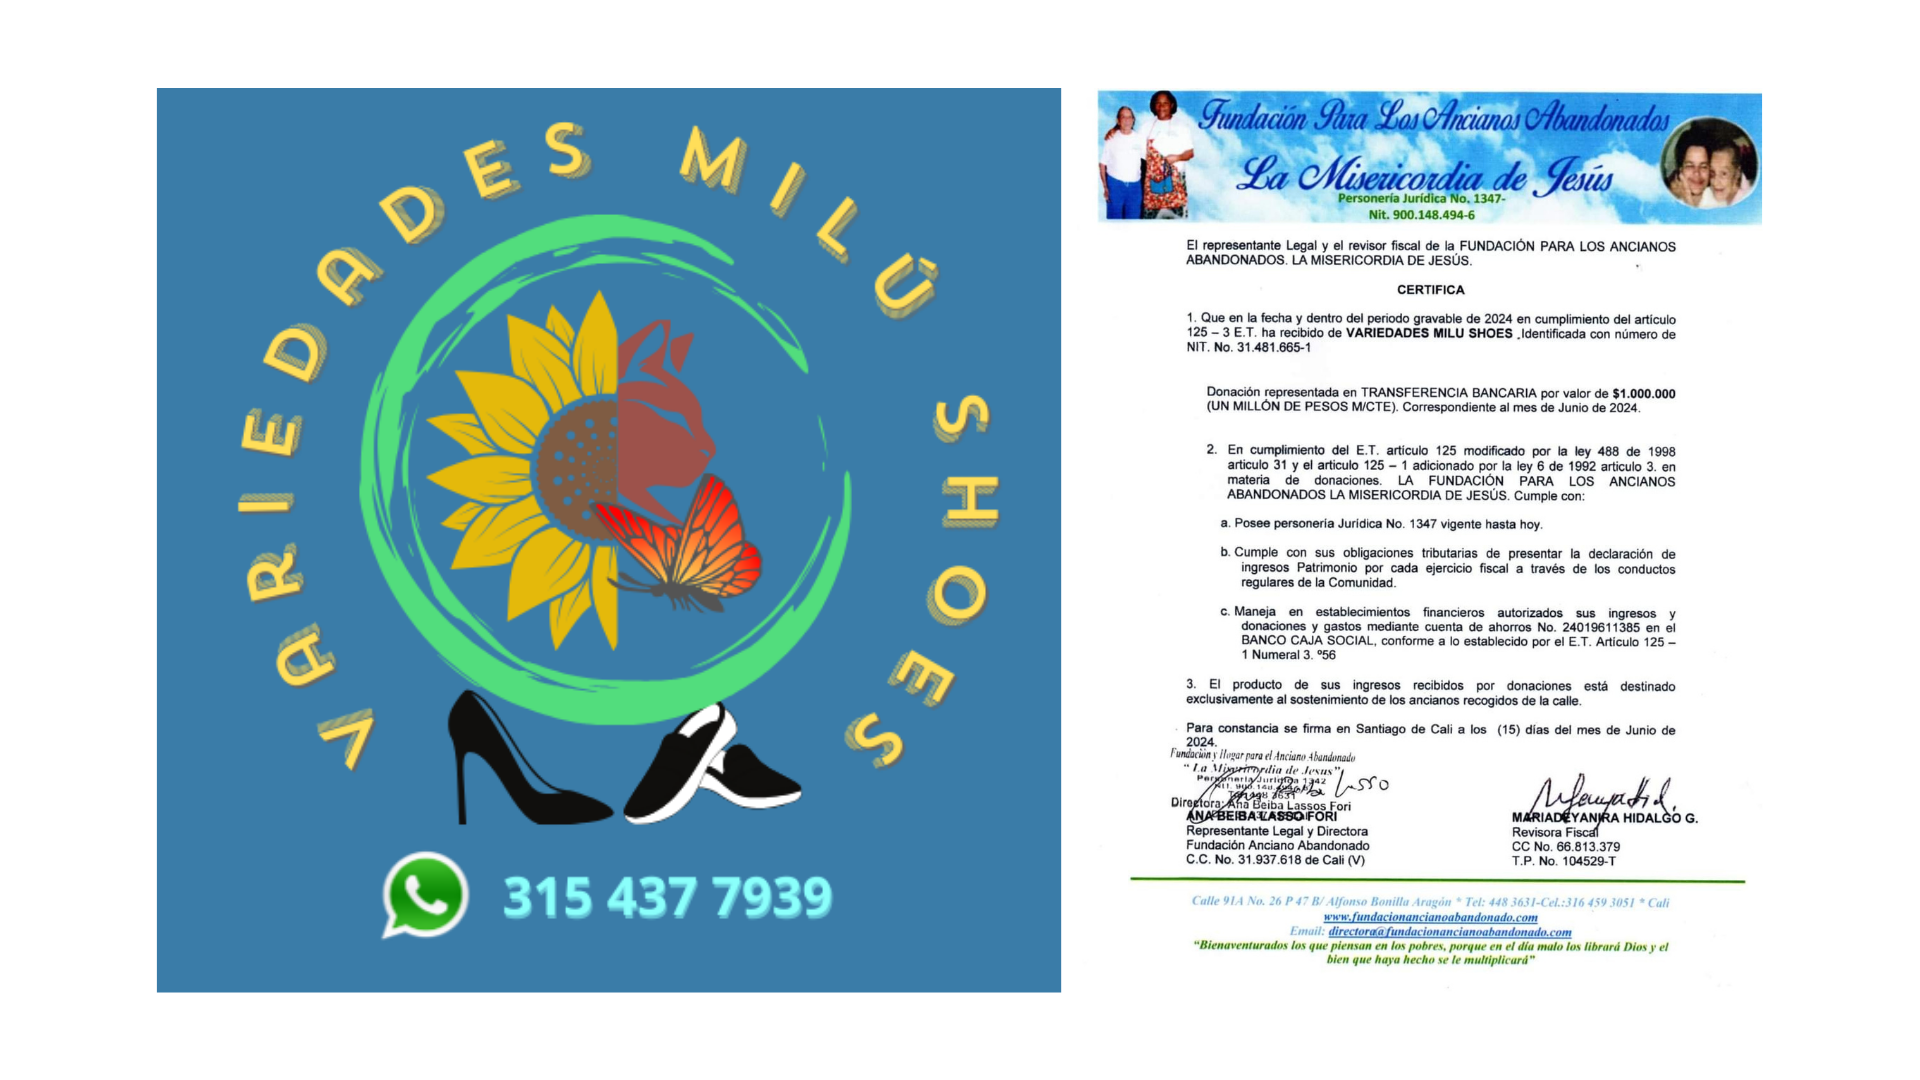 VARIEDADES MILÚ SHOES
315 437 7939
Fundación Para Los Ancianos Abandonados
La Misericordia de Jesús
Personería Jurídica No. 1347-
Nit. 900.148.494-6
El representante Legal y el revisor fiscal de la FUNDACIÓN PARA LOS ANCIANOS
ABANDONADOS. LA MISERICORDIA DE JESÚS.
CERTIFICA
1. Que en la fecha y dentro del periodo gravable de 2024 en cumplimiento del artículo
125 – 3 E.T. ha recibido de VARIEDADES MILU SHOES .Identificada con número de
NIT. No. 31.481.665-1
Donación representada en TRANSFERENCIA BANCARIA por valor de $1.000.000
(UN MILLÓN DE PESOS M/CTE). Correspondiente al mes de Junio de 2024.
2. En cumplimiento del E.T. artículo 125 modificado por la ley 488 de 1998
articulo 31 y el articulo 125 – 1 adicionado por la ley 6 de 1992 articulo 3. en
materia de donaciones. LA FUNDACIÓN PARA LOS ANCIANOS
ABANDONADOS LA MISERICORDIA DE JESÚS. Cumple con:
a. Posee personería Jurídica No. 1347 vigente hasta hoy.
b. Cumple con sus obligaciones tributarias de presentar la declaración de
ingresos Patrimonio por cada ejercicio fiscal a través de los conductos
regulares de la Comunidad.
c. Maneja en establecimientos financieros autorizados sus ingresos y
donaciones y gastos mediante cuenta de ahorros No. 24019611385 en el
BANCO CAJA SOCIAL, conforme a lo establecido por el E.T. Artículo 125 –
1 Numeral 3. º56
3. El producto de sus ingresos recibidos por donaciones está destinado
exclusivamente al sostenimiento de los ancianos recogidos de la calle.
Para constancia se firma en Santiago de Cali a los (15) días del mes de Junio de
2024.
Fundación y Hogar para el Anciano Abandonado
"La Misericordia de Jesus"
Personería Jurídica 1342
Directora: Ana Beiba Lassos Fori
ANA BEIBA LASSO FORI
Representante Legal y Directora
Fundación Anciano Abandonado
C.C. No. 31.937.618 de Cali (V)
MARIADEYANIRA HIDALGO G.
Revisora Fiscal
CC No. 66.813.379
T.P. No. 104529-T
Calle 91A No. 26 P 47 B/ Alfonso Bonilla Aragón * Tel: 448 3631-Cel.:316 459 3051 * Cali
www.fundacionancianoabandonado.com
Email: directora@fundacionancianoabandonado.com
“Bienaventurados los que piensan en los pobres, porque en el día malo los librará Dios y el
bien que haya hecho se le multiplicará”